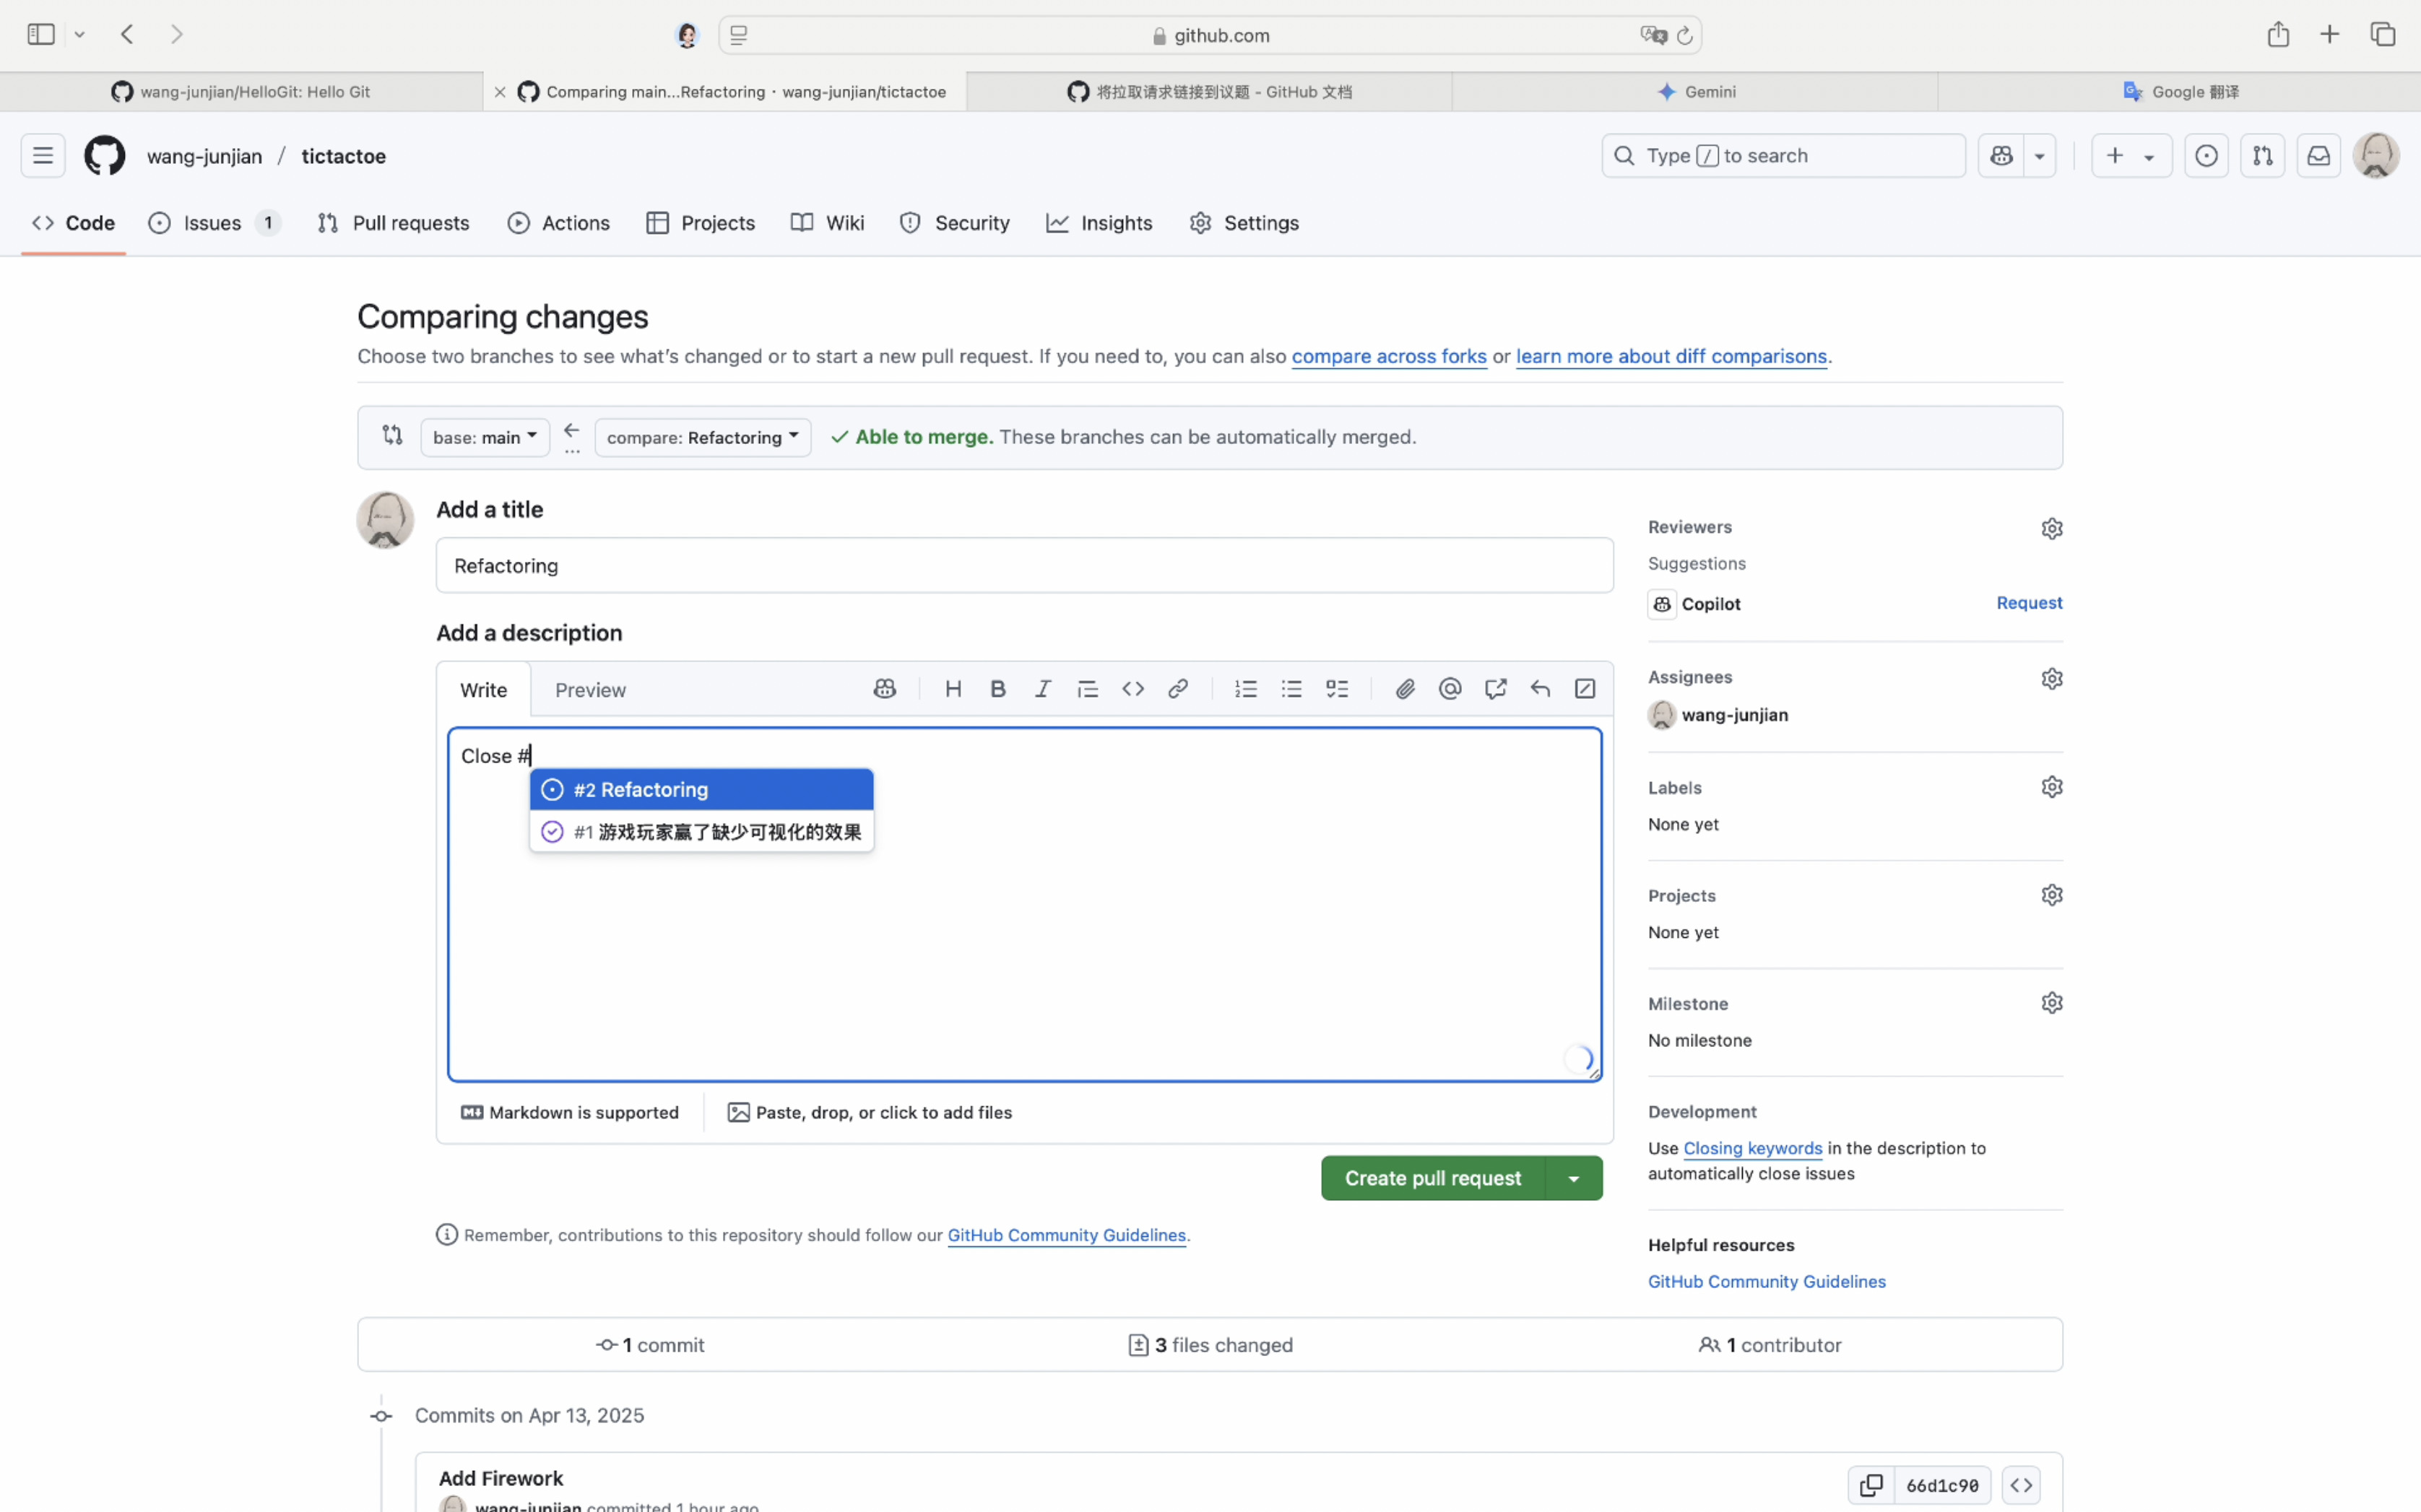 github.com
wang-junjian/HelloGit: Hello Git
Comparing main...Refactoring · wang-junjian/tictactoe
将拉取请求链接到议题 - GitHub 文档
Gemini
Google 翻译
wang-junjian / tictactoe
Type / to search
Code
Issues 1
Pull requests
Actions
Projects
Wiki
Security
Insights
Settings
Comparing changes
Choose two branches to see what's changed or to start a new pull request. If you need to, you can also compare across forks or learn more about diff comparisons.
base: main
compare: Refactoring
Able to merge. These branches can be automatically merged.
Add a title
Refactoring
Add a description
Write
Preview
Close #
#2 Refactoring
#1 游戏玩家赢了缺少可视化的效果
Markdown is supported
Paste, drop, or click to add files
Create pull request
Remember, contributions to this repository should follow our GitHub Community Guidelines.
Reviewers
Suggestions
Copilot
Request
Assignees
wang-junjian
Labels
None yet
Projects
None yet
Milestone
No milestone
Development
Use Closing keywords in the description to
automatically close issues
Helpful resources
GitHub Community Guidelines
1 commit
3 files changed
1 contributor
Commits on Apr 13, 2025
Add Firework
66d1c90
wang-junjian committed 1 hour ago